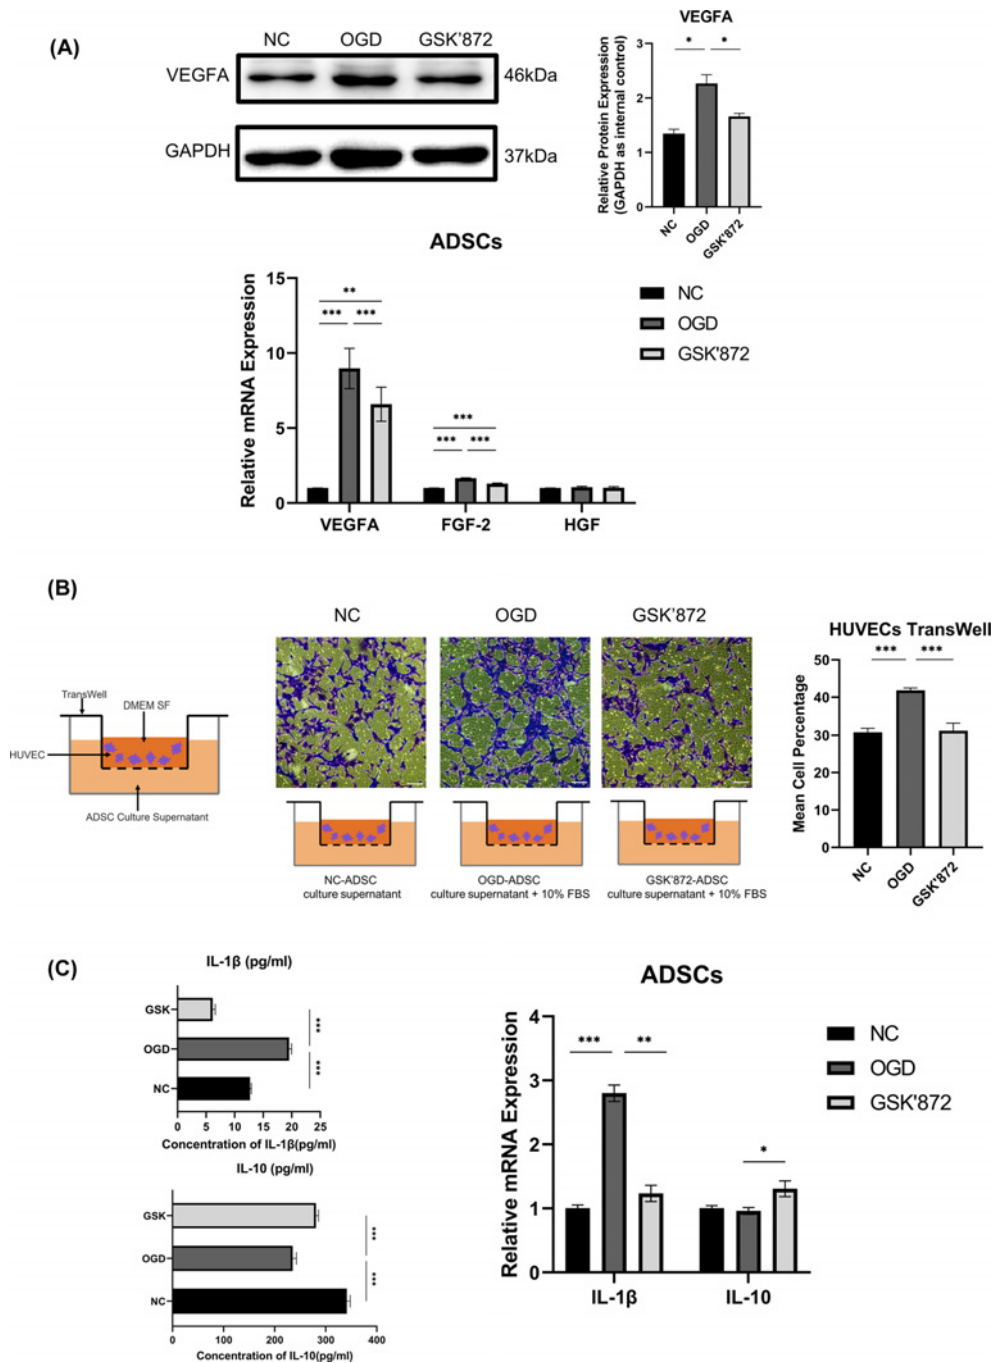 (A)
NC OGD GSK'872
VEGFA 46kDa
GAPDH 37kDa
VEGFA
* *
Relative Protein Expression
(GAPDH as internal control)
3
2
1
0
NC OGD GSK'872
ADSCs
Relative mRNA Expression
15
10
5
0
**
*** ***
***
*** ***
VEGFA FGF-2 HGF
NC
OGD
GSK'872
(B)
TransWell
DMEM SF
HUVEC
ADSC Culture Supernatant
NC OGD GSK'872
NC-ADSC
culture supernatant
OGD-ADSC
culture supernatant + 10% FBS
GSK'872-ADSC
culture supernatant + 10% FBS
HUVECs TransWell
*** ***
Mean Cell Percentage
50
40
30
20
10
0
NC OGD GSK'872
(C)
IL-1β (pg/ml)
GSK
OGD
NC
***
***
0 5 10 15 20 25
Concentration of IL-1β(pg/ml)
IL-10 (pg/ml)
GSK
OGD
NC
***
***
0 100 200 300 400
Concentration of IL-10(pg/ml)
ADSCs
Relative mRNA Expression
4
3
2
1
0
*** **
*
IL-1β IL-10
NC
OGD
GSK'872